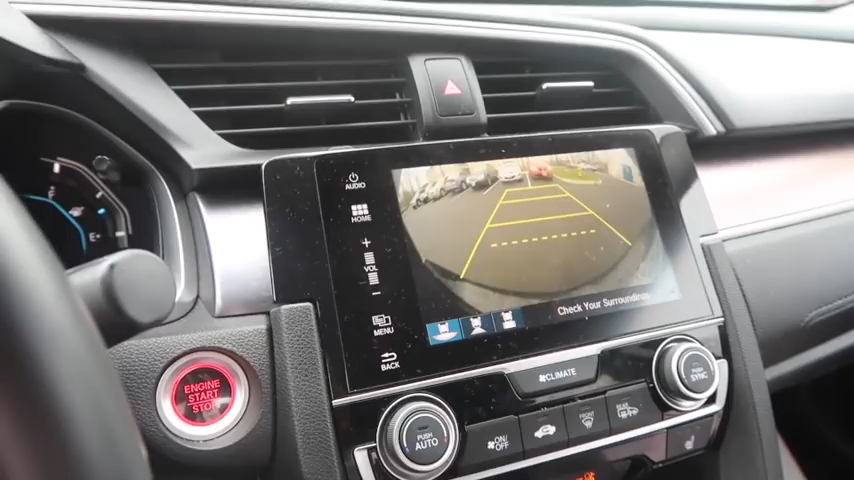 AUDIO
HOME
+
VOL
-
MENU
BACK
Check Your Surroundings
F
E
ENGINE
START
STOP
CLIMATE
PUSH
AUTO
ON/
OFF
FRONT
REAR
PUSH
SYNC